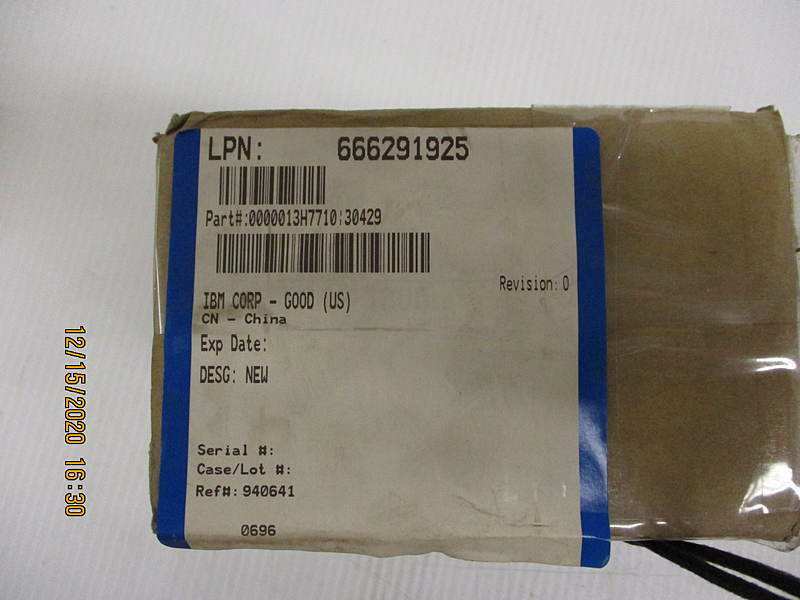 LPN: 666291925
Part#:0000013H7710:30429
Revision: 0
IBM CORP - GOOD (US)
CN - China
Exp Date:
DESG: NEW
Serial #:
Case/Lot #:
Ref#: 940641
0696
12/15/2020 16:30